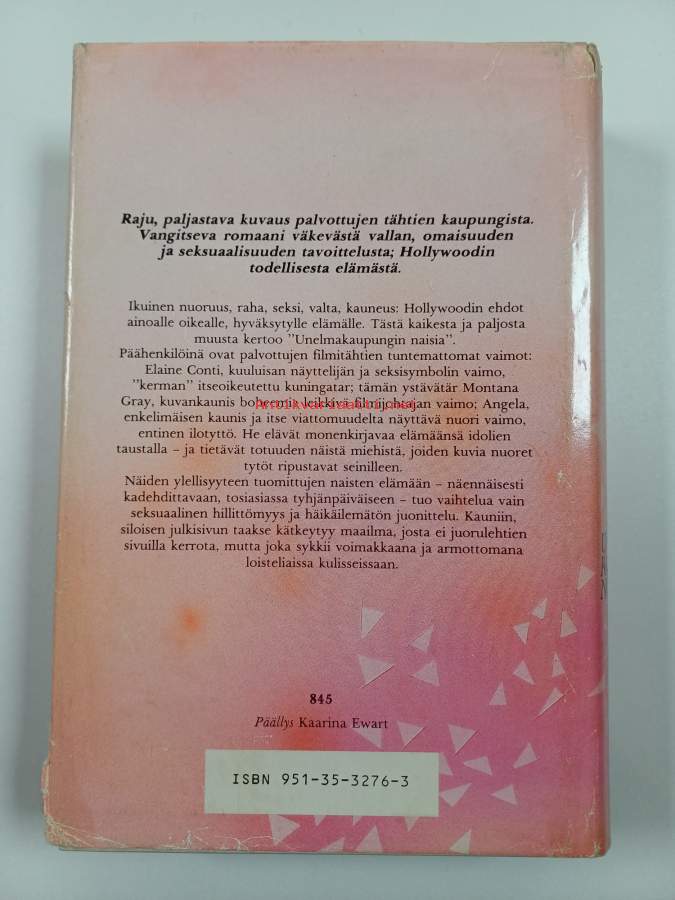 Raju, paljastava kuvaus palvottujen tähtien kaupungista.
Vangitseva romaani väkevästä vallan, omaisuuden
ja seksuaalisuuden tavoittelusta; Hollywoodin
todellisesta elämästä.
Ikuinen nuoruus, raha, seksi, valta, kauneus: Hollywoodin ehdot
ainoalle oikealle, hyväksytylle elämälle. Tästä kaikesta ja paljosta
muusta kertoo "Unelmakaupungin naisia".
Päähenkilöinä ovat palvottujen filmitähtien tuntemattomat vaimot:
Elaine Conti, kuuluisan näyttelijän ja seksisymbolin vaimo,
"kerman" itseoikeutettu kuningatar; tämän ystävätär Montana
Gray, kuvankaunis boheemia leikkivä filmiohjaajan vaimo; Angela,
Antikvariaatti.net
enkelimäisen kaunis ja itse viattomuudelta näyttävä nuori vaimo,
entinen ilotyttö. He elävät monenkirjavaa elämäänsä idolien
taustalla – ja tietävät totuuden näistä miehistä, joiden kuvia nuoret
tytöt ripustavat seinilleen.
Näiden ylellisyyteen tuomittujen naisten elämään – näennäisesti
kadehdittavaan, tosiasiassa tyhjänpäiväiseen – tuo vaihtelua vain
seksuaalinen hillittömyys ja häikäilemätön juonittelu. Kauniin,
siloisen julkisivun taakse kätkeytyy maailma, josta ei juorulehtien
sivuilla kerrota, mutta joka sykkii voimakkaana ja armottomana
loisteliaissa kulisseissaan.
845
Päällys Kaarina Ewart
ISBN 951-35-3276-3